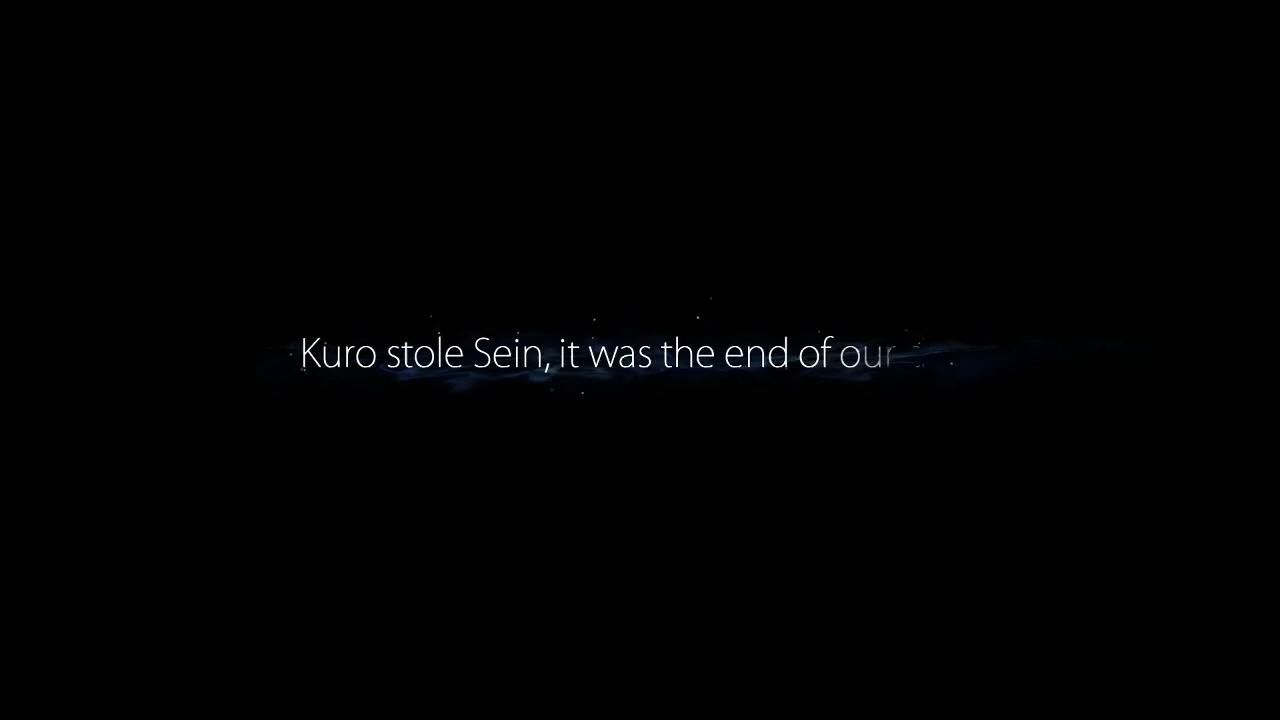 Kuro stole Sein, it was the end of our